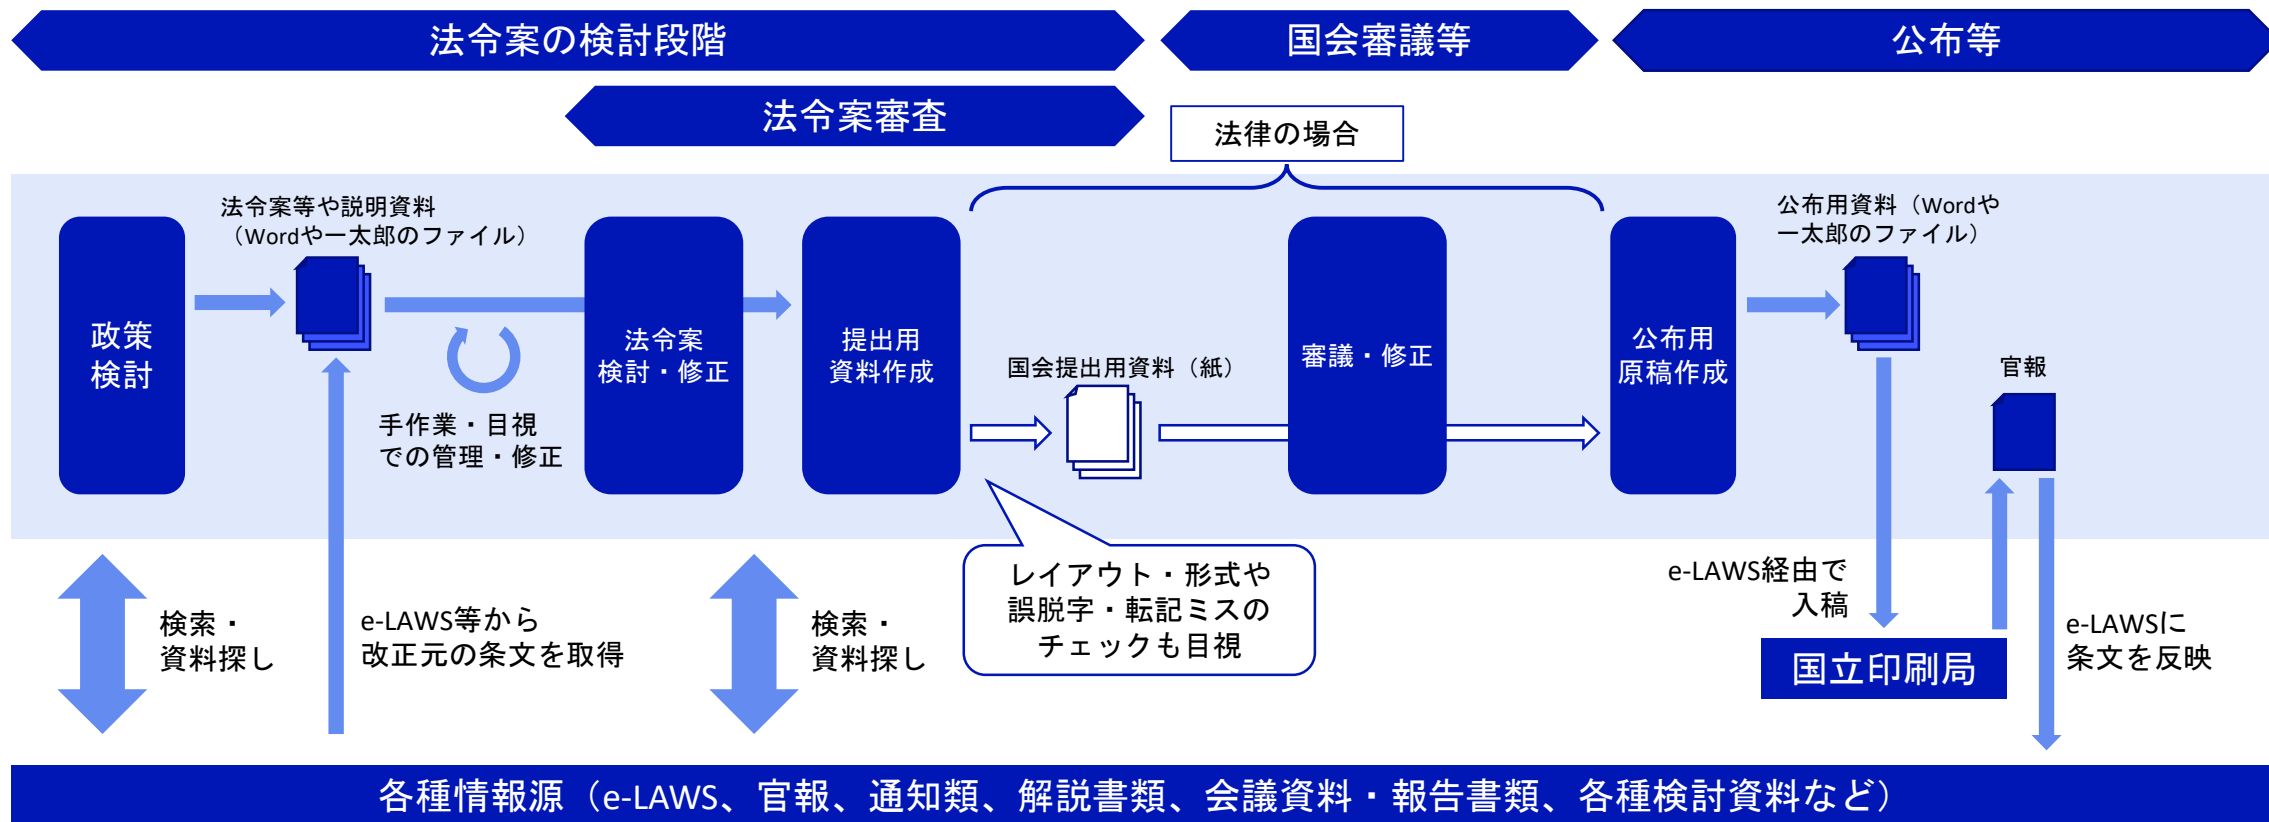 法令案の検討段階
国会審議等
公布等
法令案審査
法律の場合
法令案等や説明資料
（Wordや一太郎のファイル）
公布用資料（Wordや
一太郎のファイル）
政策
検討
法令案
検討・修正
提出用
資料作成
国会提出用資料（紙）
審議・修正
公布用
原稿作成
官報
手作業・目視
での管理・修正
レイアウト・形式や
誤脱字・転記ミスの
チェックも目視
検索・
資料探し
e-LAWS等から
改正元の条文を取得
検索・
資料探し
e-LAWS経由で
入稿
国立印刷局
e-LAWSに
条文を反映
各種情報源（e-LAWS、官報、通知類、解説書類、会議資料・報告書類、各種検討資料など）